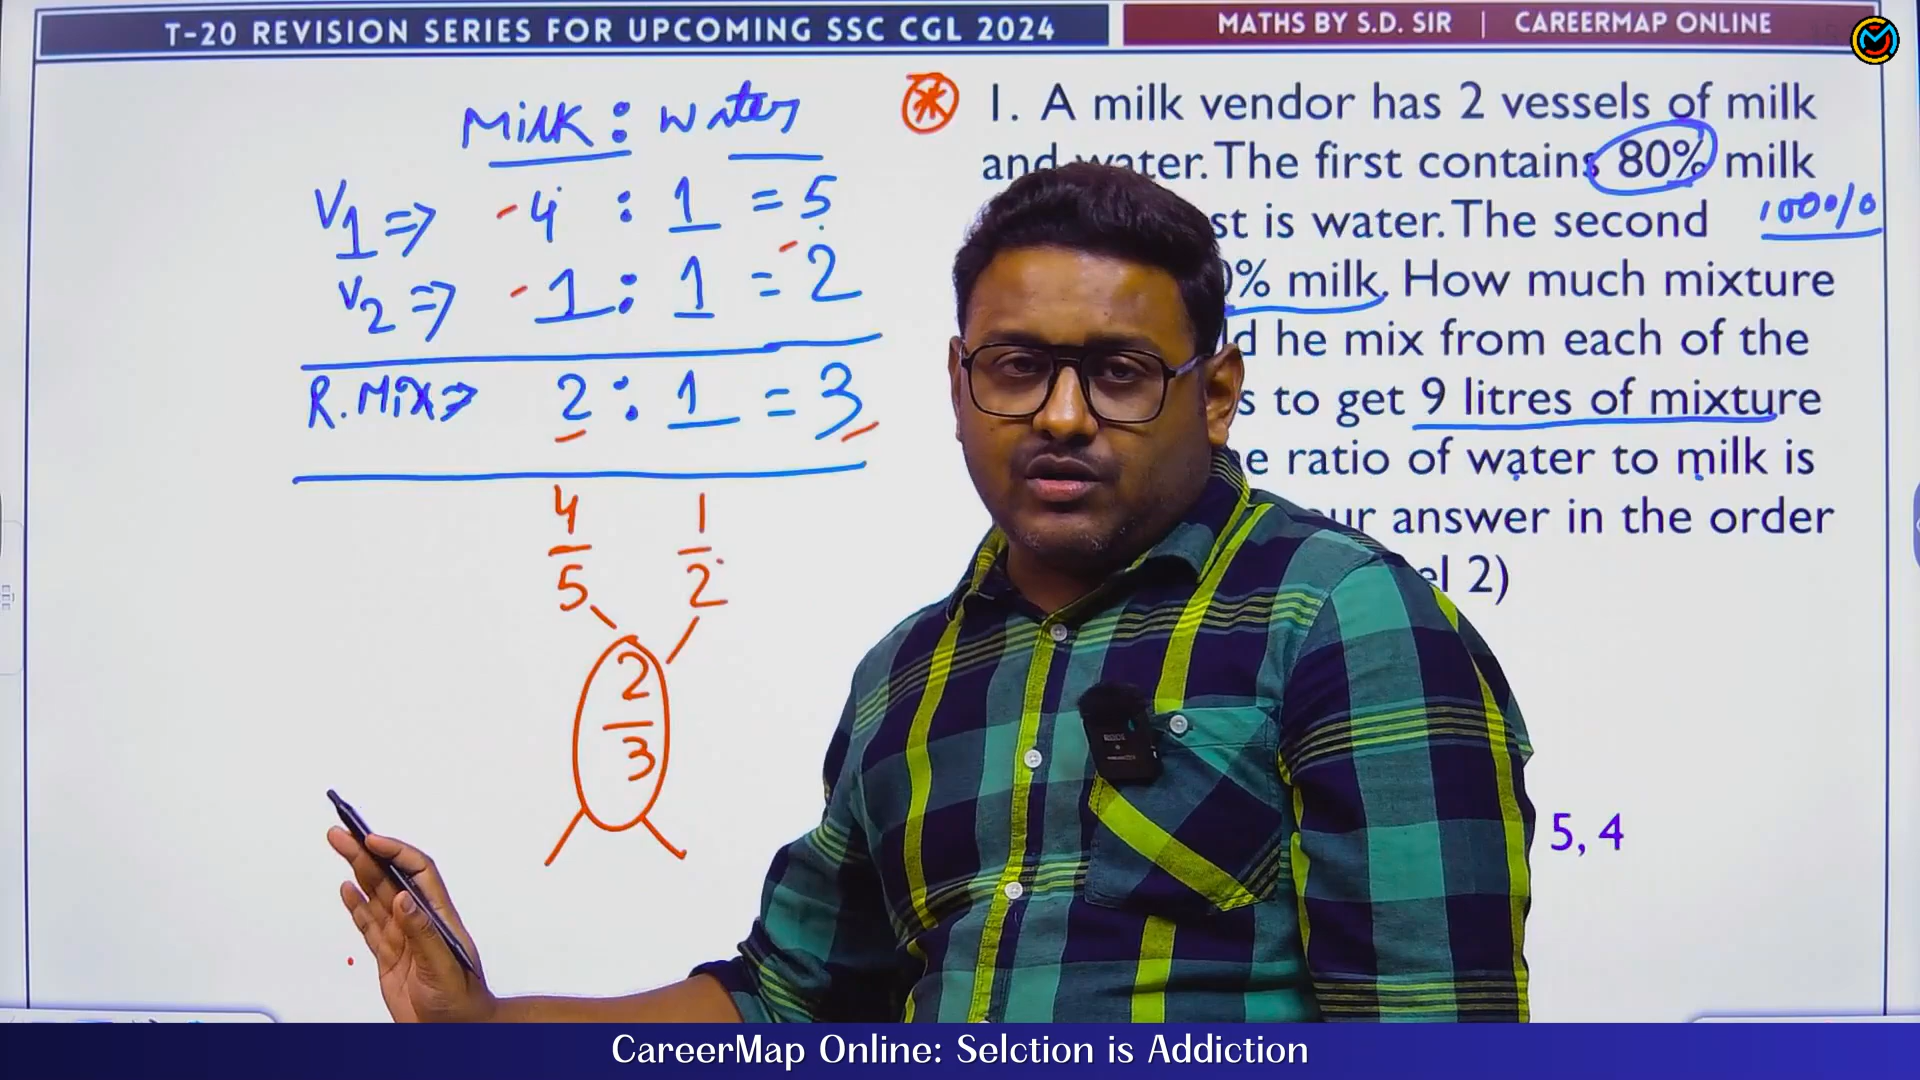 T-20 REVISION SERIES FOR UPCOMING SSC CGL 2024
MATHS BY S.D. SIR | CAREERMAP ONLINE
Milk : water
V1 ⇒ 4 : 1 = 5
V2 ⇒ 1 : 1 = 2
R. Mix ⇒ 2 : 1 = 3
4/5 1/2
2/3
1. A milk vendor has 2 vessels of milk
and water. The first contains 80% milk
st is water. The second
100%
0% milk. How much mixture
d he mix from each of the
s to get 9 litres of mixture
e ratio of water to milk is
ur answer in the order
el 2)
5, 4
CareerMap Online: Selction is Addiction